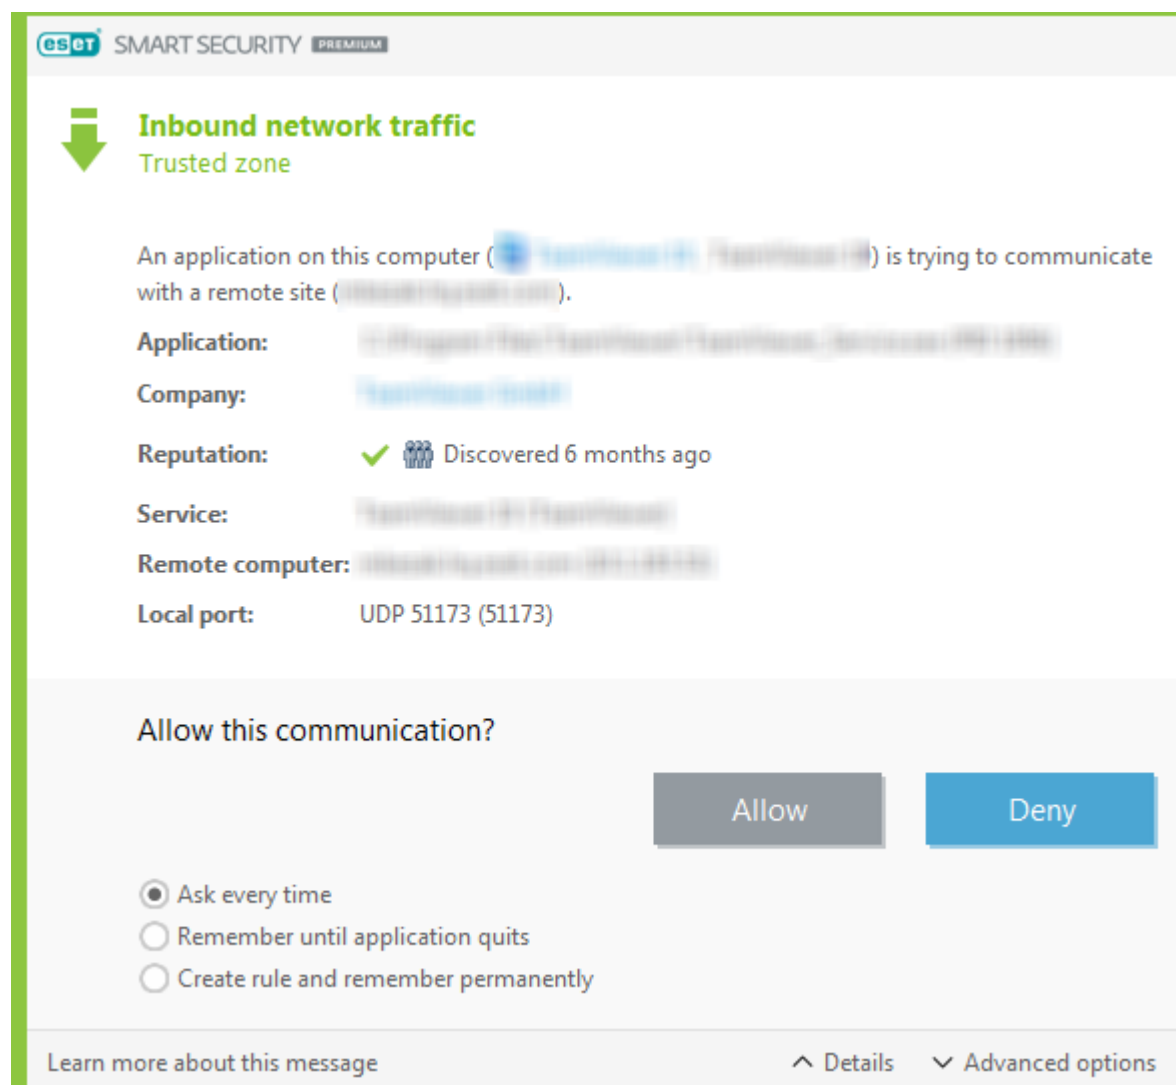 eset SMART SECURITY PREMIUM
Inbound network traffic
Trusted zone
An application on this computer ( ) is trying to communicate
with a remote site ( ).
Application:
Company:
Reputation: Discovered 6 months ago
Service:
Remote computer:
Local port: UDP 51173 (51173)
Allow this communication?
Allow Deny
Ask every time
Remember until application quits
Create rule and remember permanently
Learn more about this message Details Advanced options